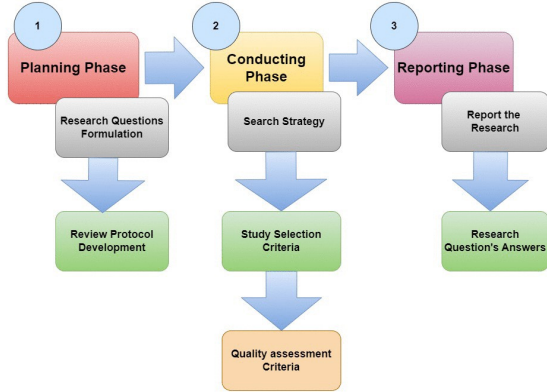 1
Planning Phase
Research Questions
Formulation
Review Protocol
Development
2
Conducting
Phase
Search Strategy
Study Selection
Criteria
Quality assessment
Criteria
3
Reporting Phase
Report the
Research
Research
Question's Answers